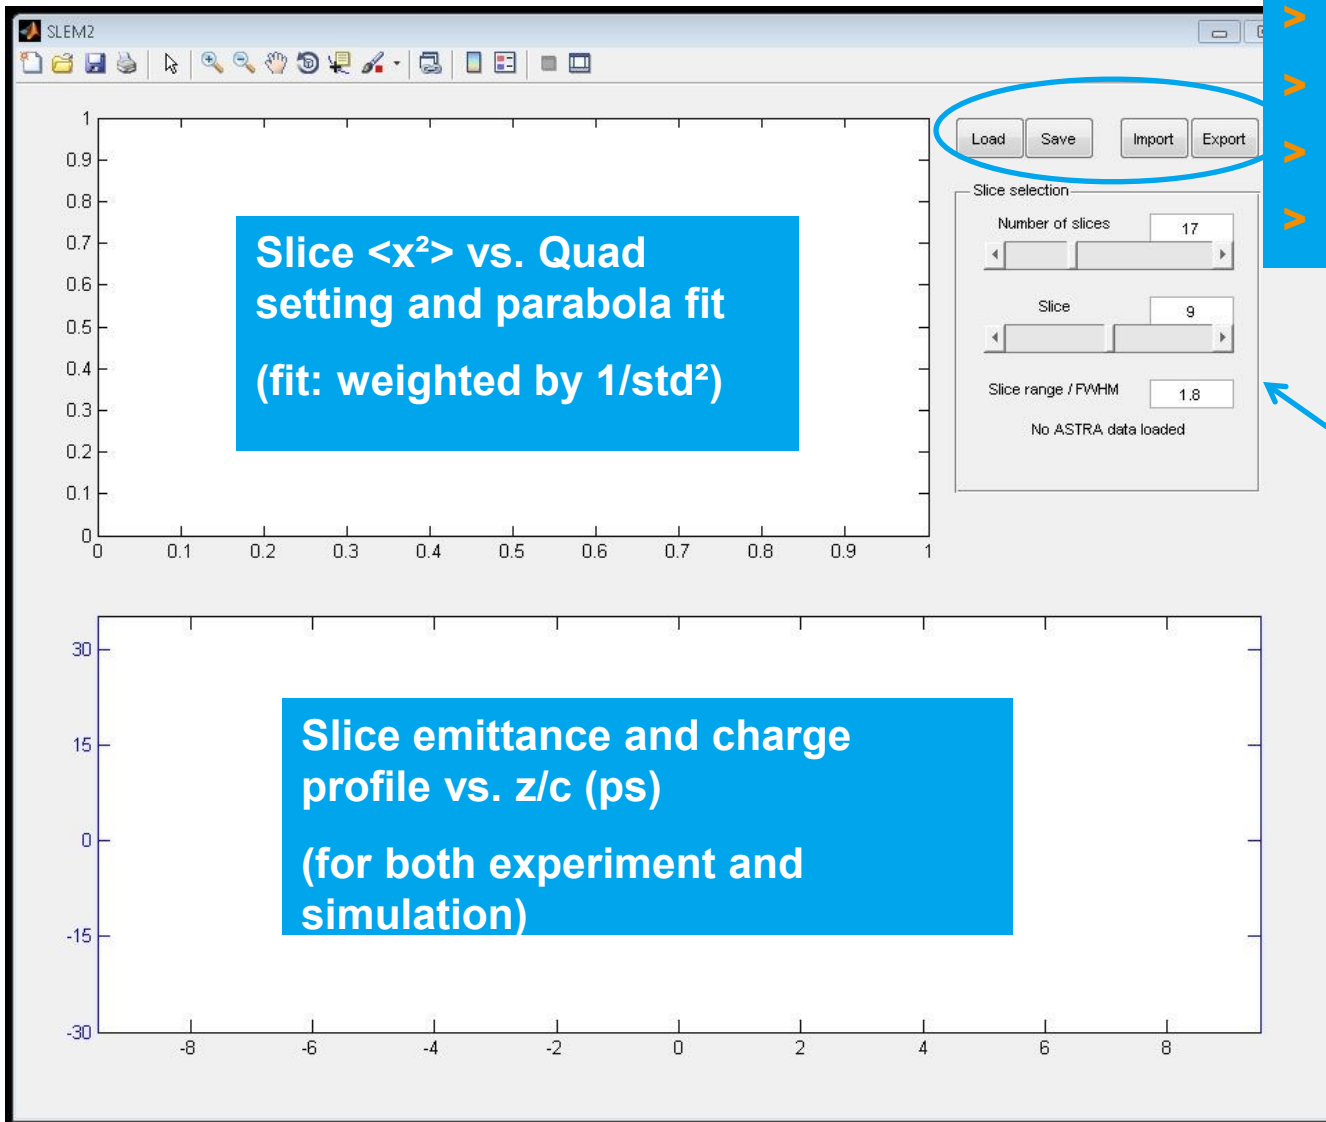 SLEM2
>
>
>
>
Load Save Import Export
Slice selection
Number of slices 17
Slice 9
Slice range / FWHM 1.8
No ASTRA data loaded
1
0.9
0.8
0.7
0.6
0.5
0.4
0.3
0.2
0.1
0
0 0.1 0.2 0.3 0.4 0.5 0.6 0.7 0.8 0.9 1
Slice <x²> vs. Quad
setting and parabola fit
(fit: weighted by 1/std²)
30
15
0
-15
-30
-8 -6 -4 -2 0 2 4 6 8
Slice emittance and charge
profile vs. z/c (ps)
(for both experiment and
simulation)